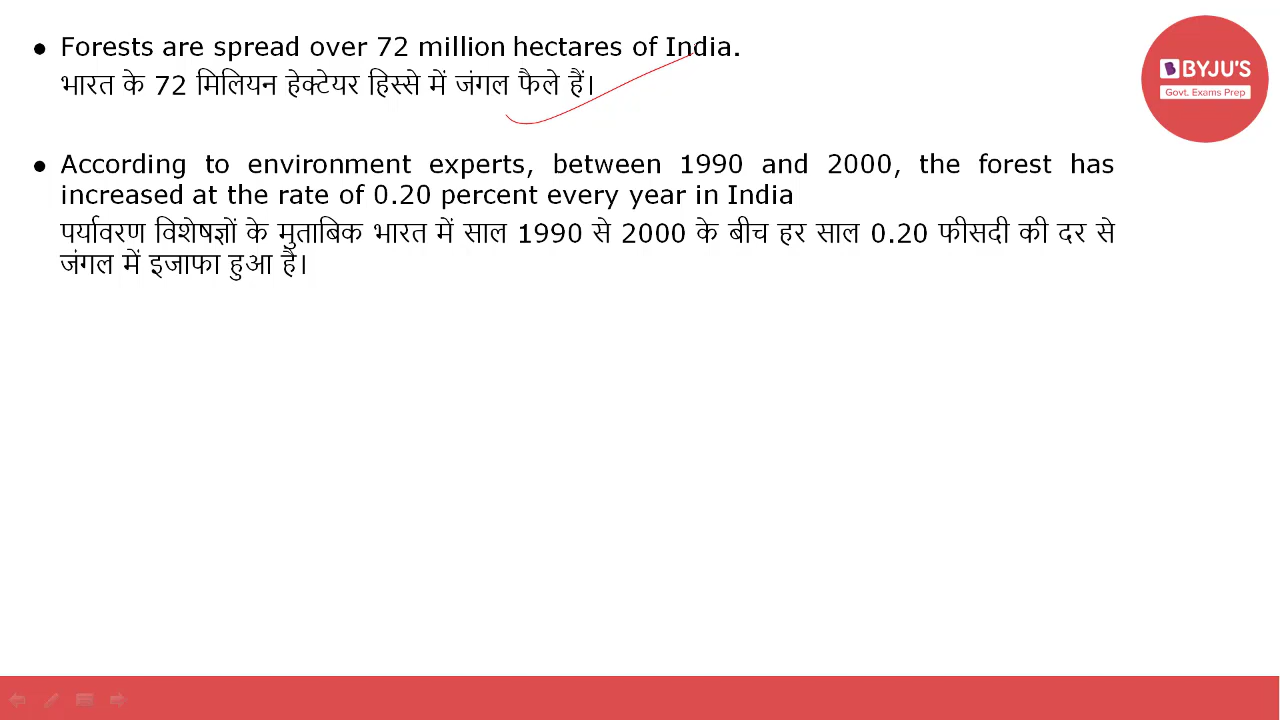 ● Forests are spread over 72 million hectares of India.
भारत के 72 मिलियन हेक्टेयर हिस्से में जंगल फैले हैं।
● According to environment experts, between 1990 and 2000, the forest has
increased at the rate of 0.20 percent every year in India
पर्यावरण विशेषज्ञों के मुताबिक भारत में साल 1990 से 2000 के बीच हर साल 0.20 फीसदी की दर से
जंगल में इजाफा हुआ है।
BYJU'S
Govt. Exams Prep